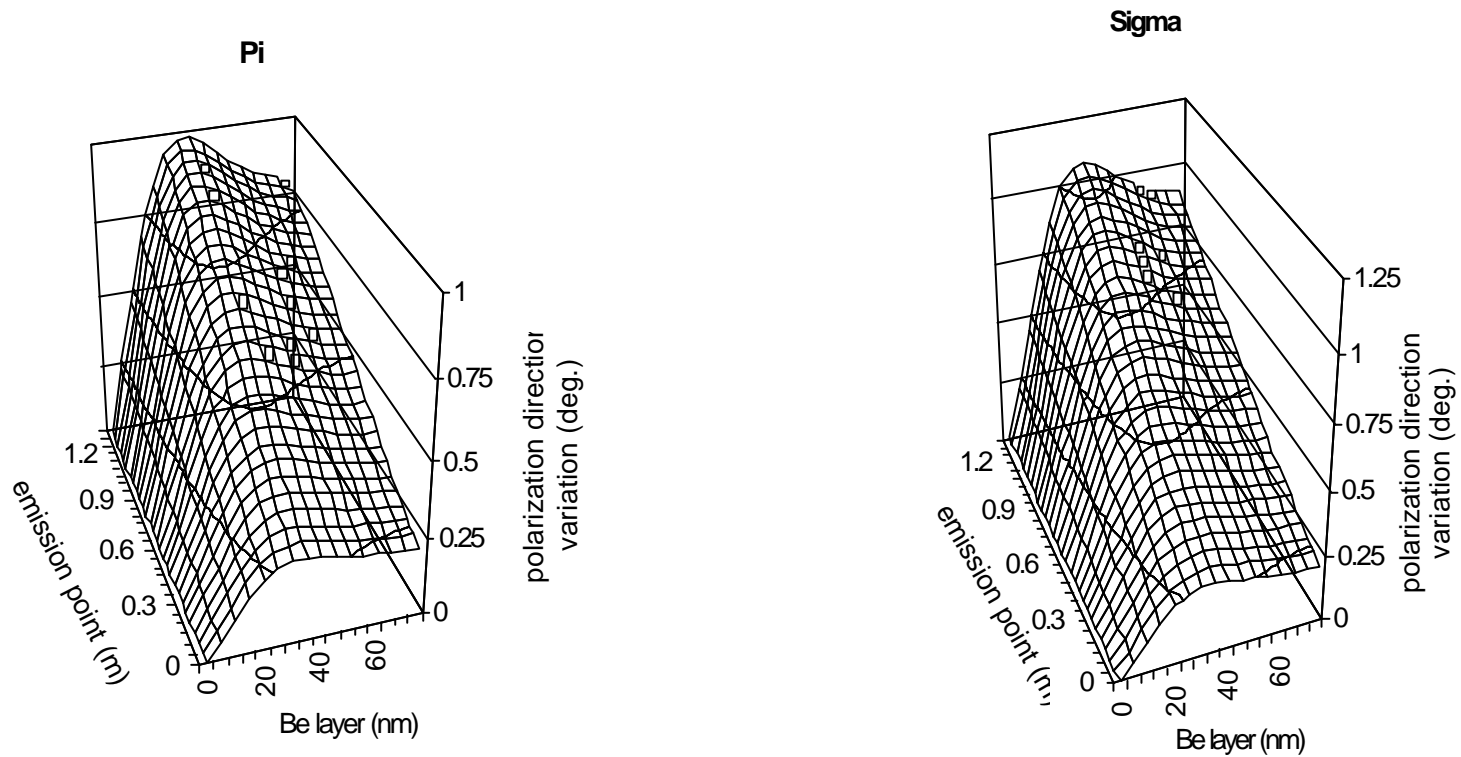 Pi
1
0.75
0.5
0.25
0
polarization direction
variation (deg.)
1.2
0.9
0.6
0.3
0
emission point (m)
0
20
40
60
Be layer (nm)
Sigma
1.25
1
0.75
0.5
0.25
0
polarization direction
variation (deg.)
1.2
0.9
0.6
0.3
0
emission point
0
20
40
60
Be layer (nm)